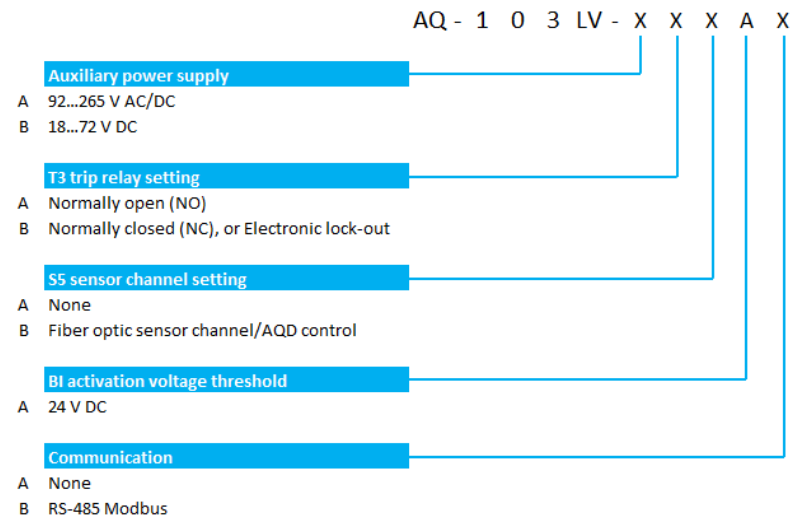 AQ - 1 0 3 LV - X X X A X
Auxiliary power supply
A 92...265 V AC/DC
B 18...72 V DC
T3 trip relay setting
A Normally open (NO)
B Normally closed (NC), or Electronic lock-out
S5 sensor channel setting
A None
B Fiber optic sensor channel/AQD control
BI activation voltage threshold
A 24 V DC
Communication
A None
B RS-485 Modbus